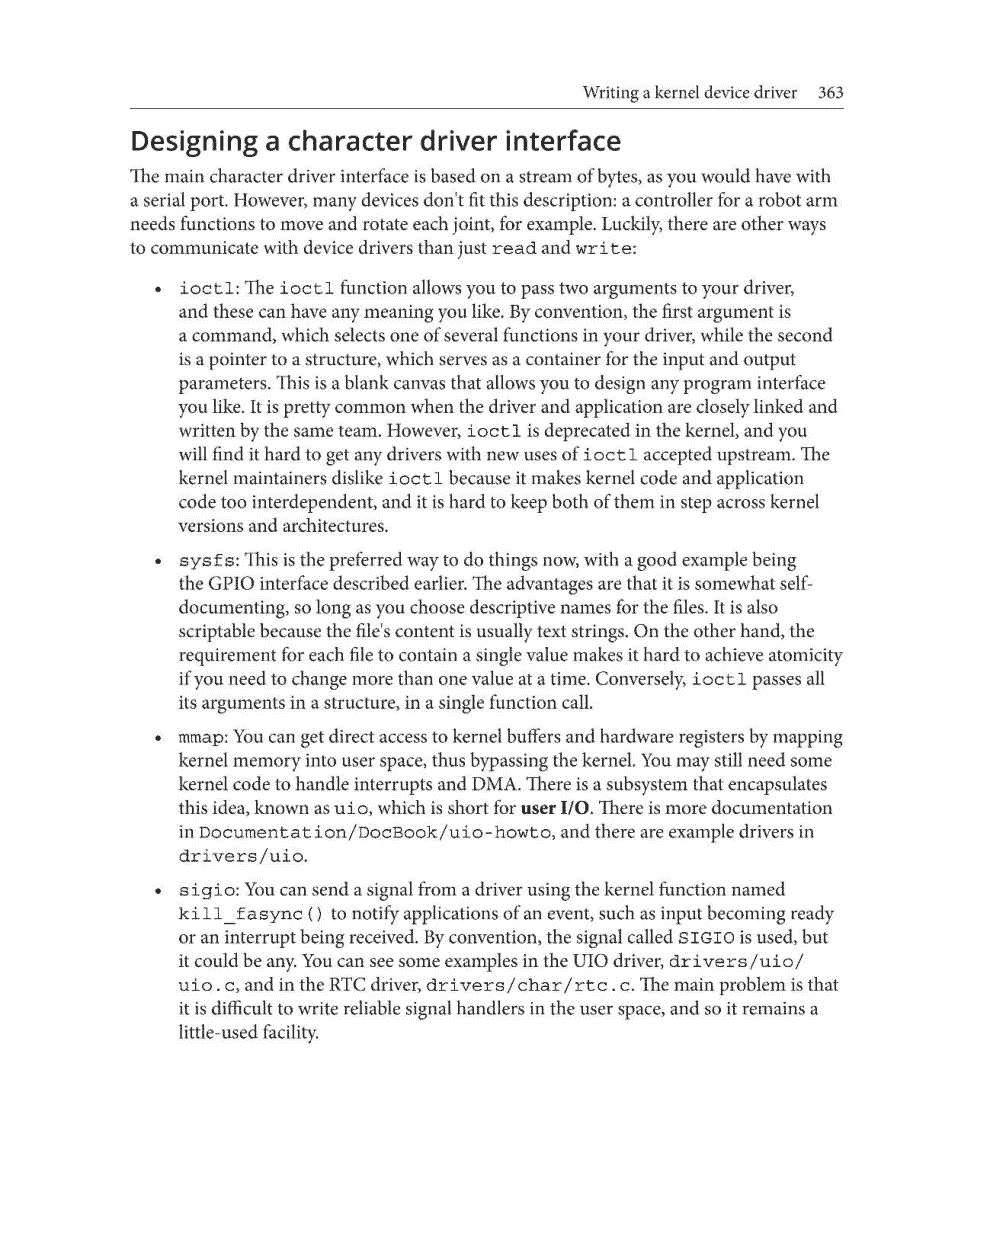 Writing a kernel device driver 363
Designing a character driver interface
The main character driver interface is based on a stream of bytes, as you would have with
a serial port. However, many devices don't fit this description: a controller for a robot arm
needs functions to move and rotate each joint, for example. Luckily, there are other ways
to communicate with device drivers than just read and write:
• ioctl: The ioctl function allows you to pass two arguments to your driver,
and these can have any meaning you like. By convention, the first argument is
a command, which selects one of several functions in your driver, while the second
is a pointer to a structure, which serves as a container for the input and output
parameters. This is a blank canvas that allows you to design any program interface
you like. It is pretty common when the driver and application are closely linked and
written by the same team. However, ioctl is deprecated in the kernel, and you
will find it hard to get any drivers with new uses of ioctl accepted upstream. The
kernel maintainers dislike ioctl because it makes kernel code and application
code too interdependent, and it is hard to keep both of them in step across kernel
versions and architectures.
• sysfs: This is the preferred way to do things now, with a good example being
the GPIO interface described earlier. The advantages are that it is somewhat self-
documenting, so long as you choose descriptive names for the files. It is also
scriptable because the file's content is usually text strings. On the other hand, the
requirement for each file to contain a single value makes it hard to achieve atomicity
if you need to change more than one value at a time. Conversely, ioctl passes all
its arguments in a structure, in a single function call.
• mmap: You can get direct access to kernel buffers and hardware registers by mapping
kernel memory into user space, thus bypassing the kernel. You may still need some
kernel code to handle interrupts and DMA. There is a subsystem that encapsulates
this idea, known as uio, which is short for user I/O. There is more documentation
in Documentation/DocBook/uio-howto, and there are example drivers in
drivers/uio.
• sigio: You can send a signal from a driver using the kernel function named
kill_fasync() to notify applications of an event, such as input becoming ready
or an interrupt being received. By convention, the signal called SIGIO is used, but
it could be any. You can see some examples in the UIO driver, drivers/uio/
uio.c, and in the RTC driver, drivers/char/rtc.c. The main problem is that
it is difficult to write reliable signal handlers in the user space, and so it remains a
little-used facility.